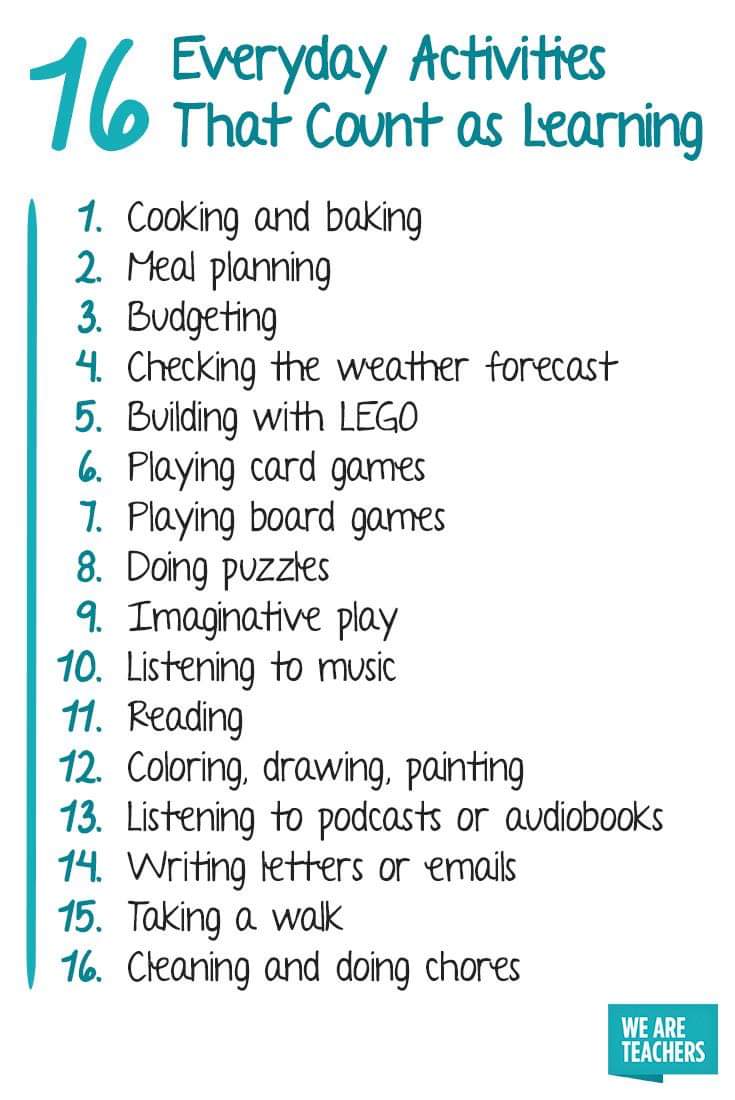 16 Everyday Activities
That Count as Learning
1. Cooking and baking
2. Meal planning
3. Budgeting
4. Checking the weather forecast
5. Building with LEGO
6. Playing card games
7. Playing board games
8. Doing puzzles
9. Imaginative play
10. Listening to music
11. Reading
12. Coloring, drawing, painting
13. Listening to podcasts or audiobooks
14. Writing letters or emails
15. Taking a walk
16. Cleaning and doing chores
WE ARE
TEACHERS